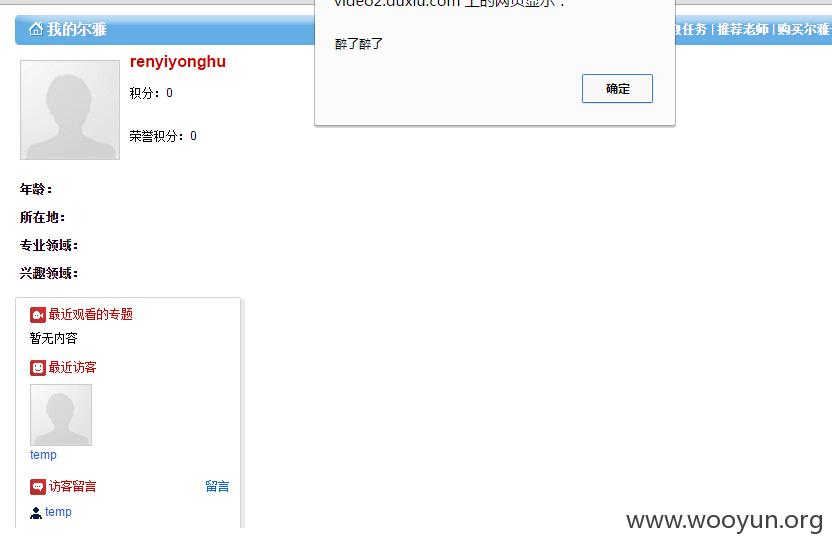 video2.duxiu.com 上的网页显示：
我的尔雅
任务 | 推荐老师 | 购买尔雅
醉了醉了
确定
renyiyonghu
积分：0
荣誉积分：0
年龄：
所在地：
专业领域：
兴趣领域：
最近观看的专题
暂无内容
最近访客
temp
访客留言 留言
temp
www.wooyun.org